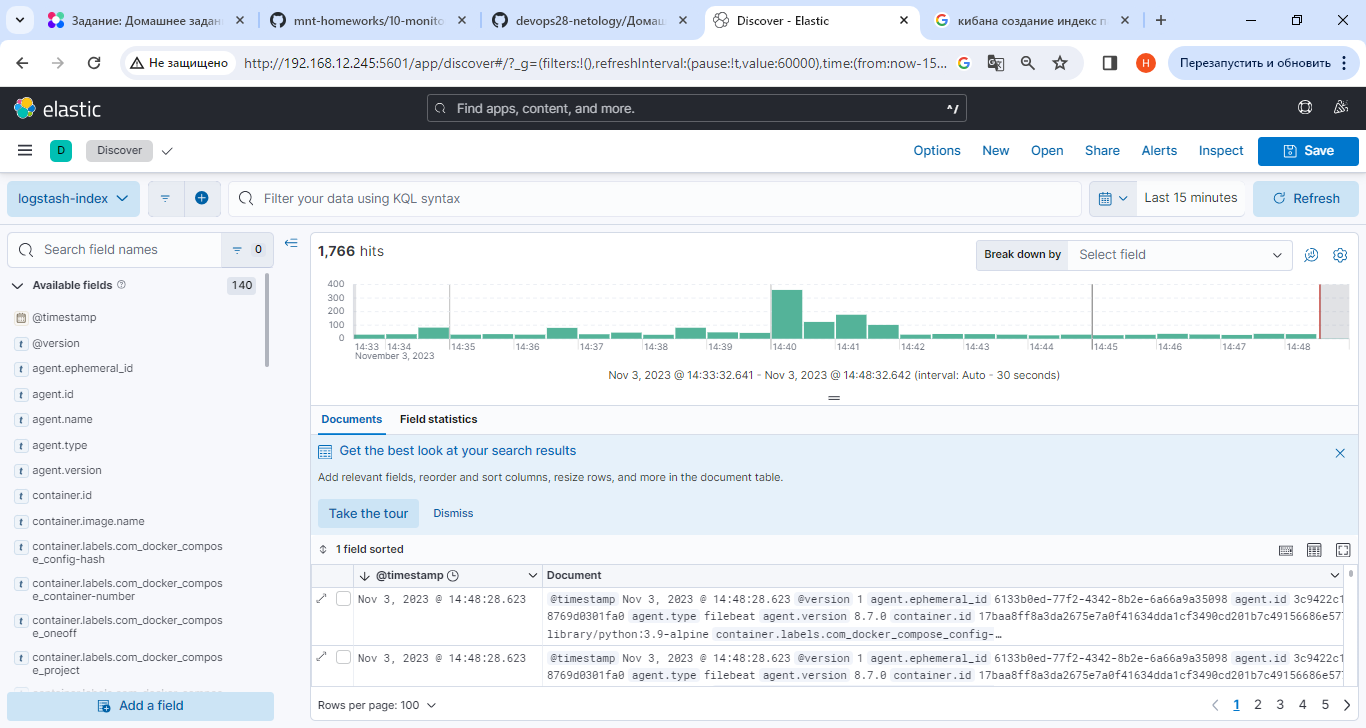 Задание: Домашнее задани
mnt-homeworks/10-monito
devops28-netology/Домаш
Discover - Elastic
кибана создание индекс п
Не защищено
http://192.168.12.245:5601/app/discover#/?_g=(filters:!(),refreshInterval:(pause:!t,value:60000),time:(from:now-15...
H
Перезапустить и обновить
elastic
Find apps, content, and more.
^/
D
Discover
Options
New
Open
Share
Alerts
Inspect
Save
logstash-index
Filter your data using KQL syntax
Last 15 minutes
Refresh
Search field names
0
Available fields
140
@timestamp
@version
agent.ephemeral_id
agent.id
agent.name
agent.type
agent.version
container.id
container.image.name
container.labels.com_docker_compos
e_config-hash
container.labels.com_docker_compos
e_container-number
container.labels.com_docker_compos
e_oneoff
container.labels.com_docker_compos
e_project
Add a field
1,766 hits
Break down by
Select field
400
300
200
100
0
14:33 14:34 14:35 14:36 14:37 14:38 14:39 14:40 14:41 14:42 14:43 14:44 14:45 14:46 14:47 14:48
November 3, 2023
Nov 3, 2023 @ 14:33:32.641 - Nov 3, 2023 @ 14:48:32.642 (interval: Auto - 30 seconds)
Documents
Field statistics
Get the best look at your search results
Add relevant fields, reorder and sort columns, resize rows, and more in the document table.
Take the tour
Dismiss
1 field sorted
@timestamp
Document
Nov 3, 2023 @ 14:48:28.623
@timestamp Nov 3, 2023 @ 14:48:28.623 @version 1 agent.ephemeral_id 6133b0ed-77f2-4342-8b2e-6a66a9a35098 agent.id 3c9422c1
8769d0301fa0 agent.type filebeat agent.version 8.7.0 container.id 17baa8ff8a3da2675e7a0f41634dda1cf3490cd201b7c49156686e57
library/python:3.9-alpine container.labels.com_docker_compose_config-…
Nov 3, 2023 @ 14:48:28.623
@timestamp Nov 3, 2023 @ 14:48:28.623 @version 1 agent.ephemeral_id 6133b0ed-77f2-4342-8b2e-6a66a9a35098 agent.id 3c9422c1
8769d0301fa0 agent.type filebeat agent.version 8.7.0 container.id 17baa8ff8a3da2675e7a0f41634dda1cf3490cd201b7c49156686e57
Rows per page: 100
1 2 3 4 5